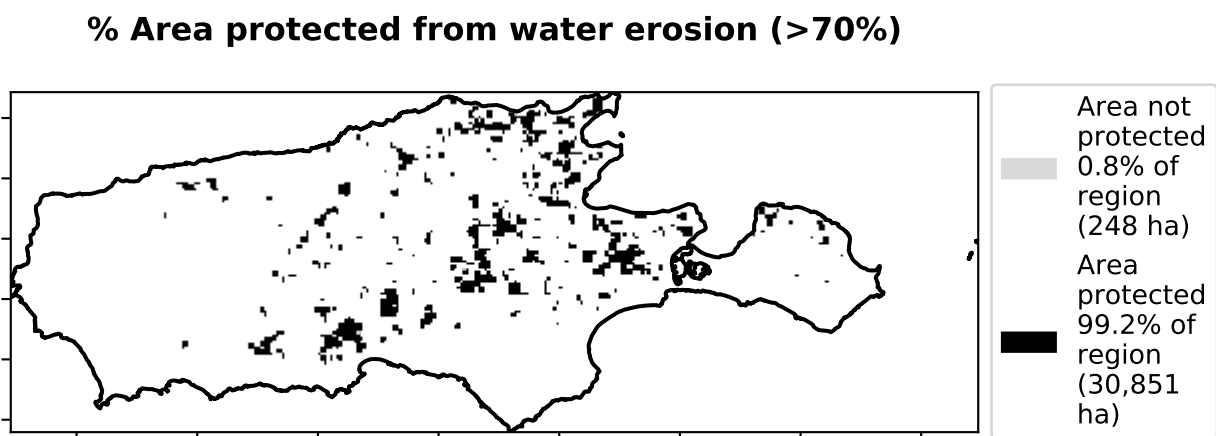 % Area protected from water erosion (>70%)
Area not
protected
0.8% of
region
(248 ha)
Area
protected
99.2% of
region
(30,851
ha)